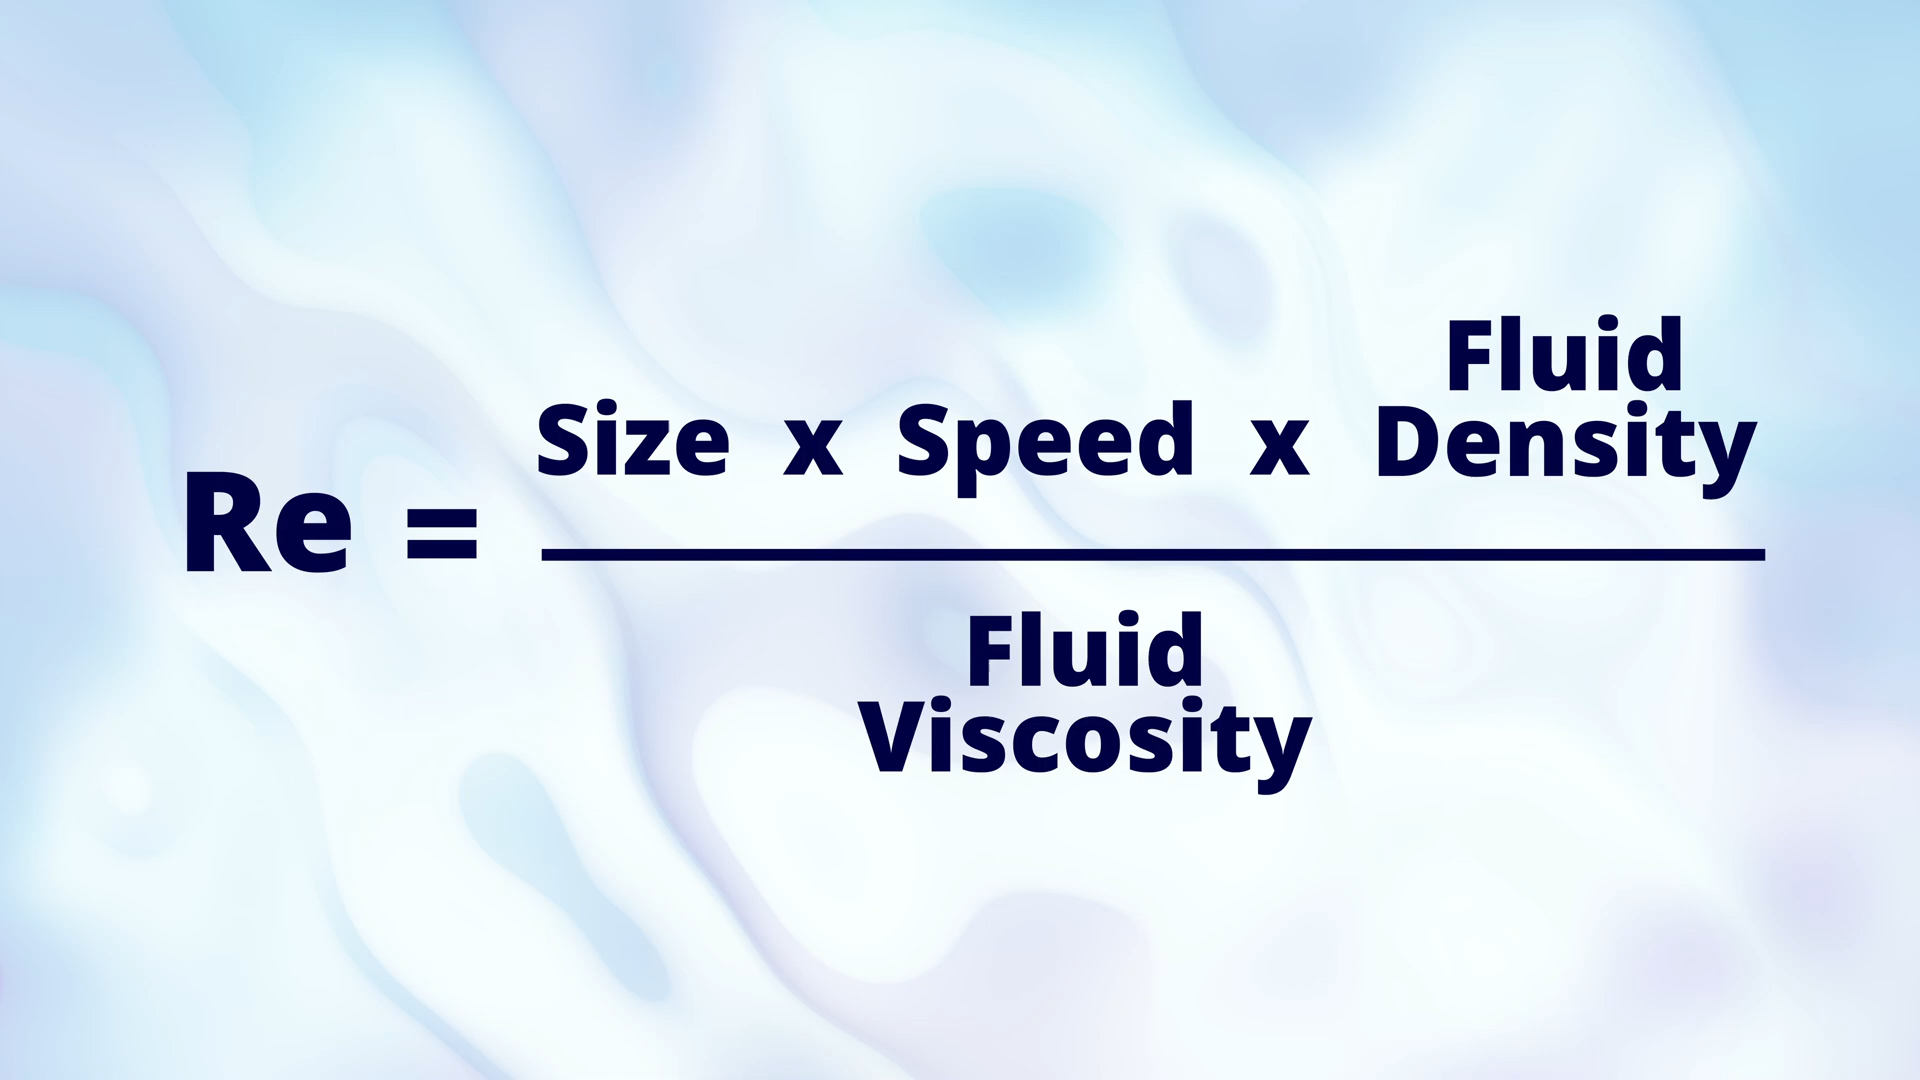 Re = Size x Speed x Fluid
Density
Fluid
Viscosity